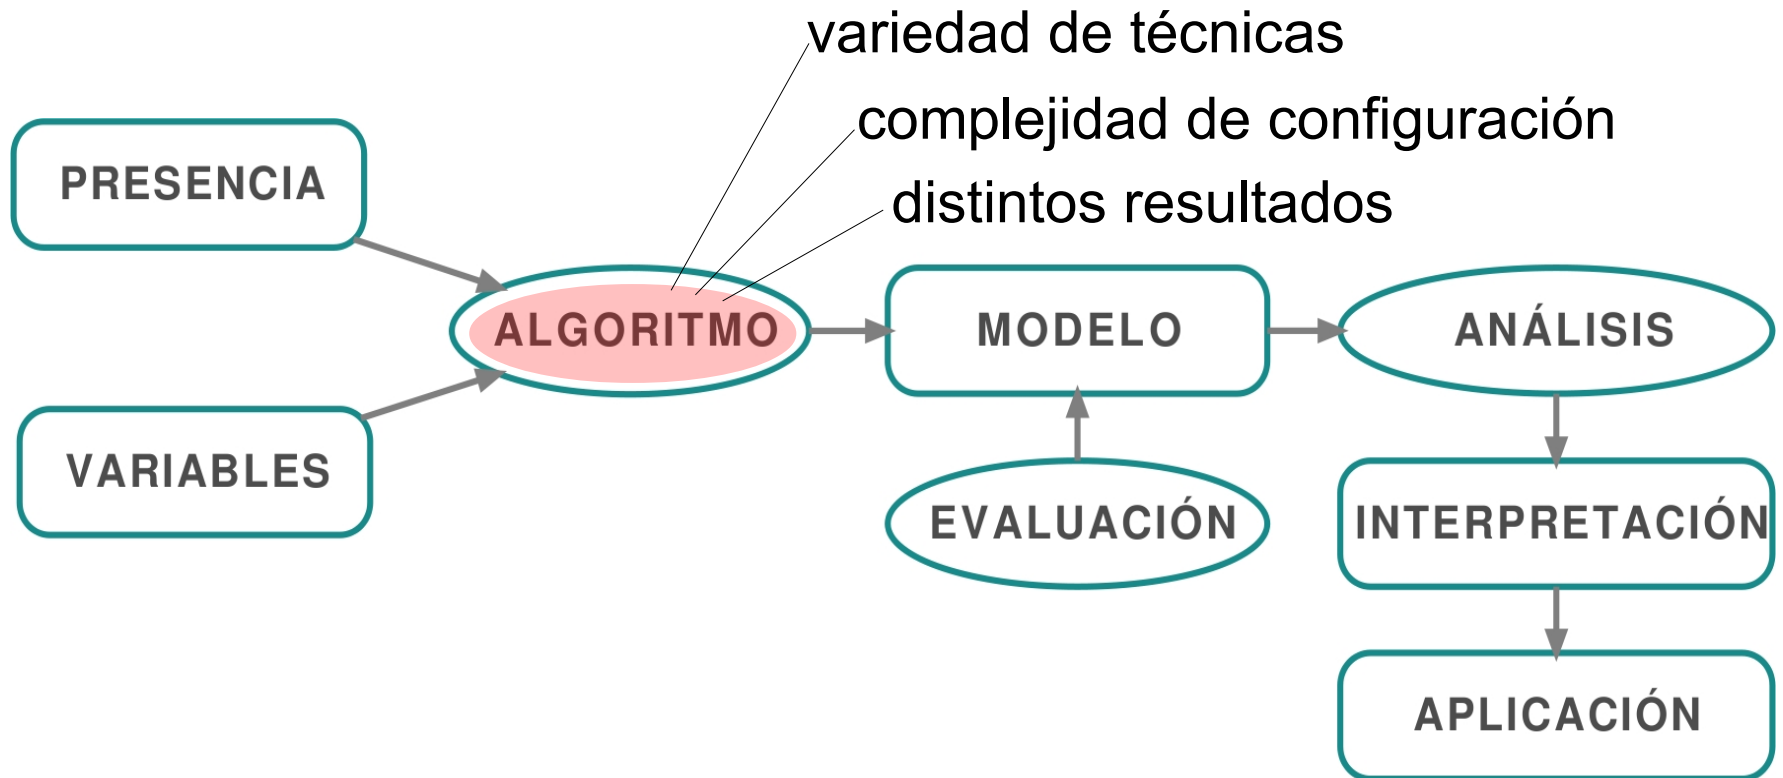 variedad de técnicas
complejidad de configuración
distintos resultados
PRESENCIA
ALGORITMO
MODELO
ANÁLISIS
VARIABLES
EVALUACIÓN
INTERPRETACIÓN
APLICACIÓN